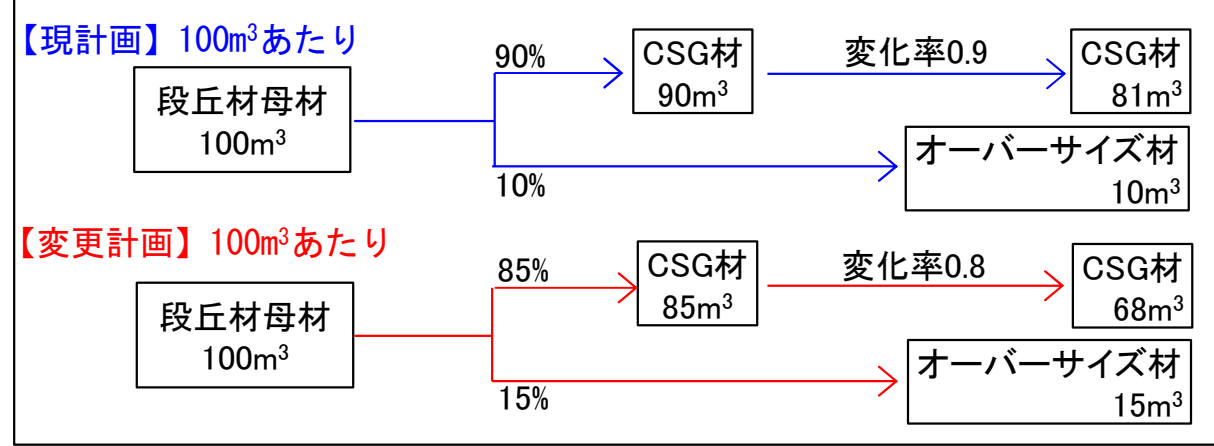 【現計画】100m³あたり
段丘材母材
100m³
90%
CSG材
90m³
変化率0.9
CSG材
81m³
10%
オーバーサイズ材
10m³
【変更計画】100m³あたり
段丘材母材
100m³
85%
CSG材
85m³
変化率0.8
CSG材
68m³
15%
オーバーサイズ材
15m³